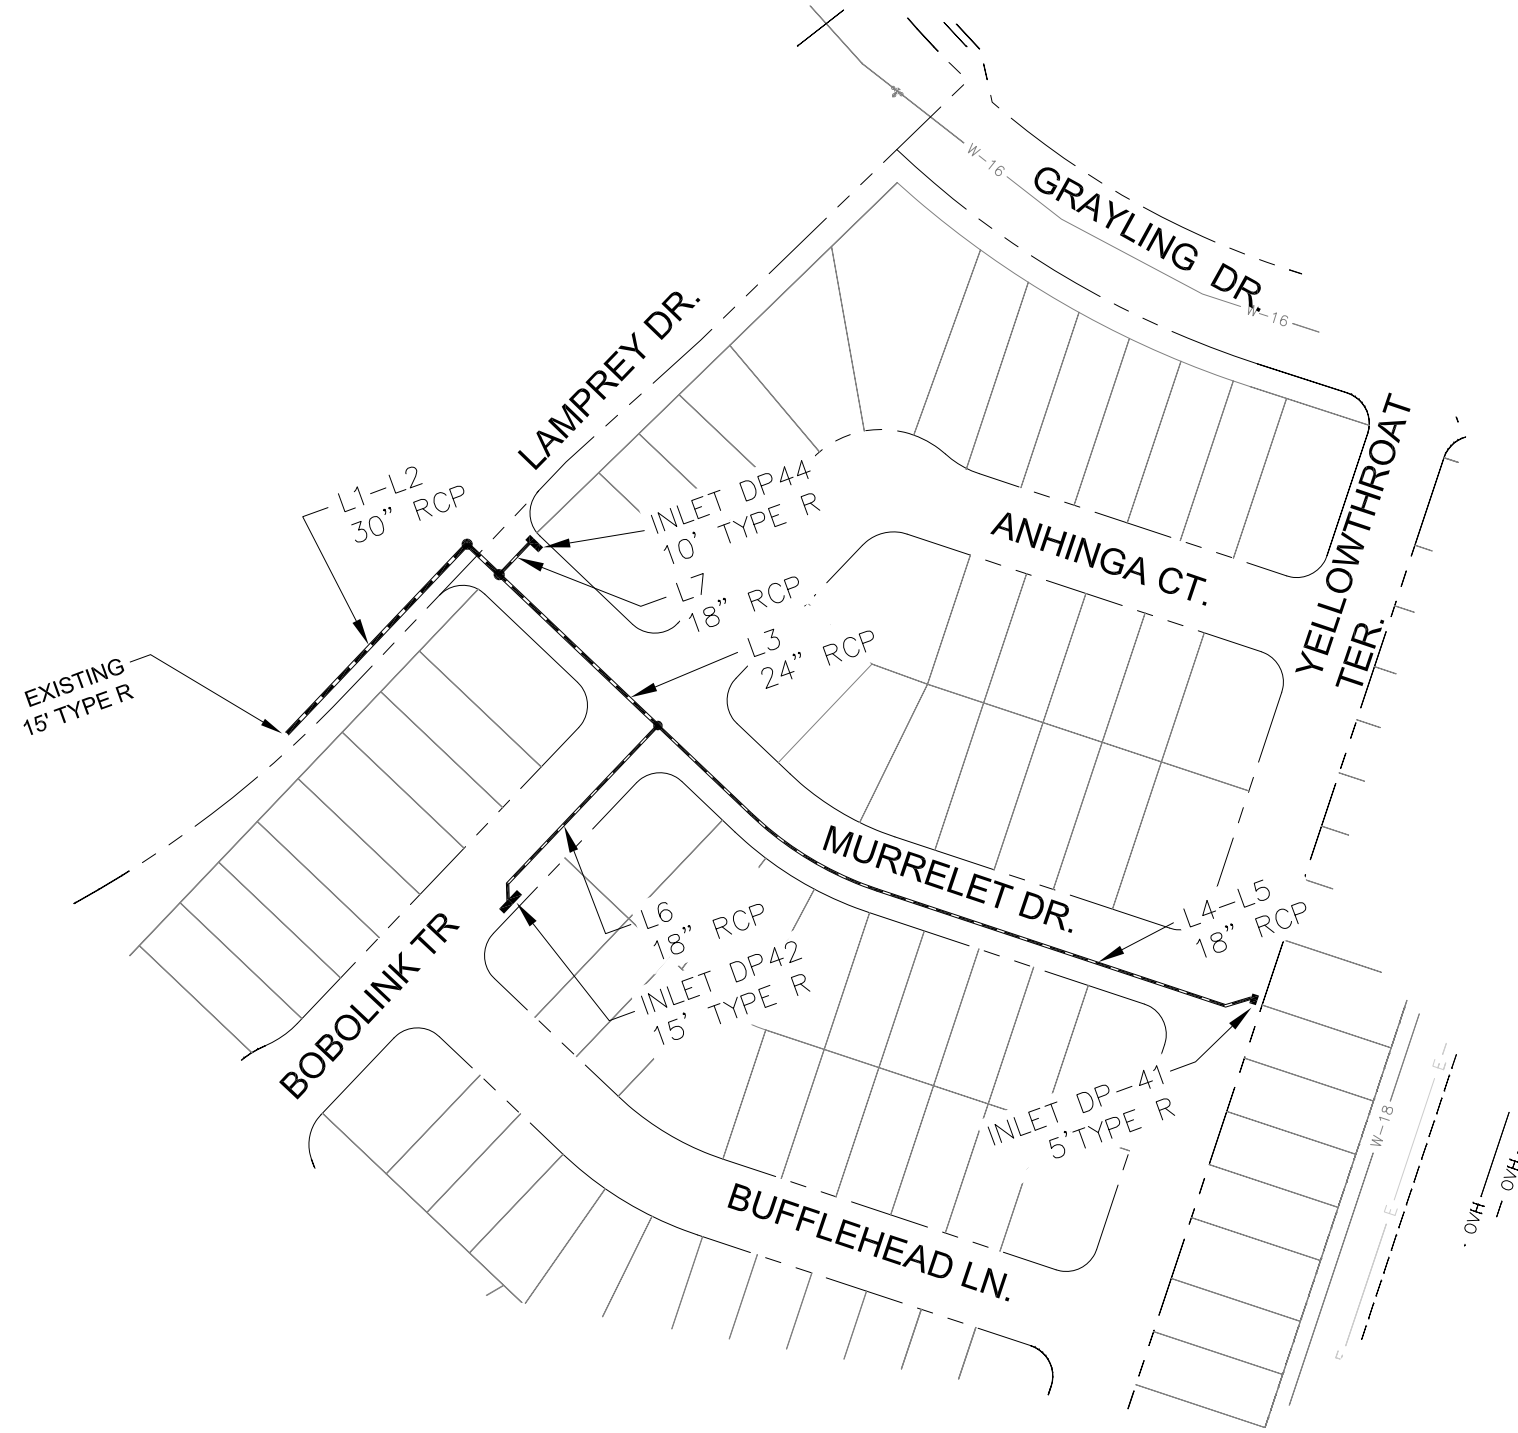 W-16
GRAYLING DR.
W-16
LAMPREY DR.
YELLOWTHROAT
TER.
L1-L2
30" RCP
INLET DP44
10' TYPE R
ANHINGA CT.
L7
18" RCP
L3
24" RCP
EXISTING
15' TYPE R
MURRELET DR.
L4-L5
18" RCP
L6
18" RCP
INLET DP42
15' TYPE R
BOBOLINK TR
INLET DP-41
5'TYPE R
BUFFLEHEAD LN.
W-18
E
E
E
OVH
OVH